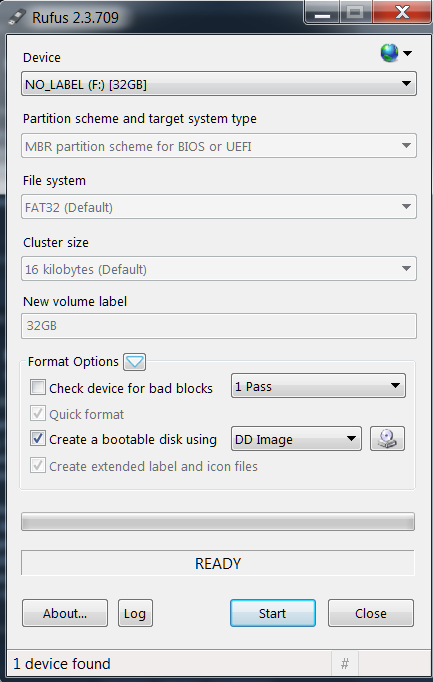 Rufus 2.3.709
Device
NO_LABEL (F:) [32GB]
Partition scheme and target system type
MBR partition scheme for BIOS or UEFI
File system
FAT32 (Default)
Cluster size
16 kilobytes (Default)
New volume label
32GB
Format Options
Check device for bad blocks 1 Pass
Quick format
Create a bootable disk using DD Image
Create extended label and icon files
READY
About... Log Start Close
1 device found #